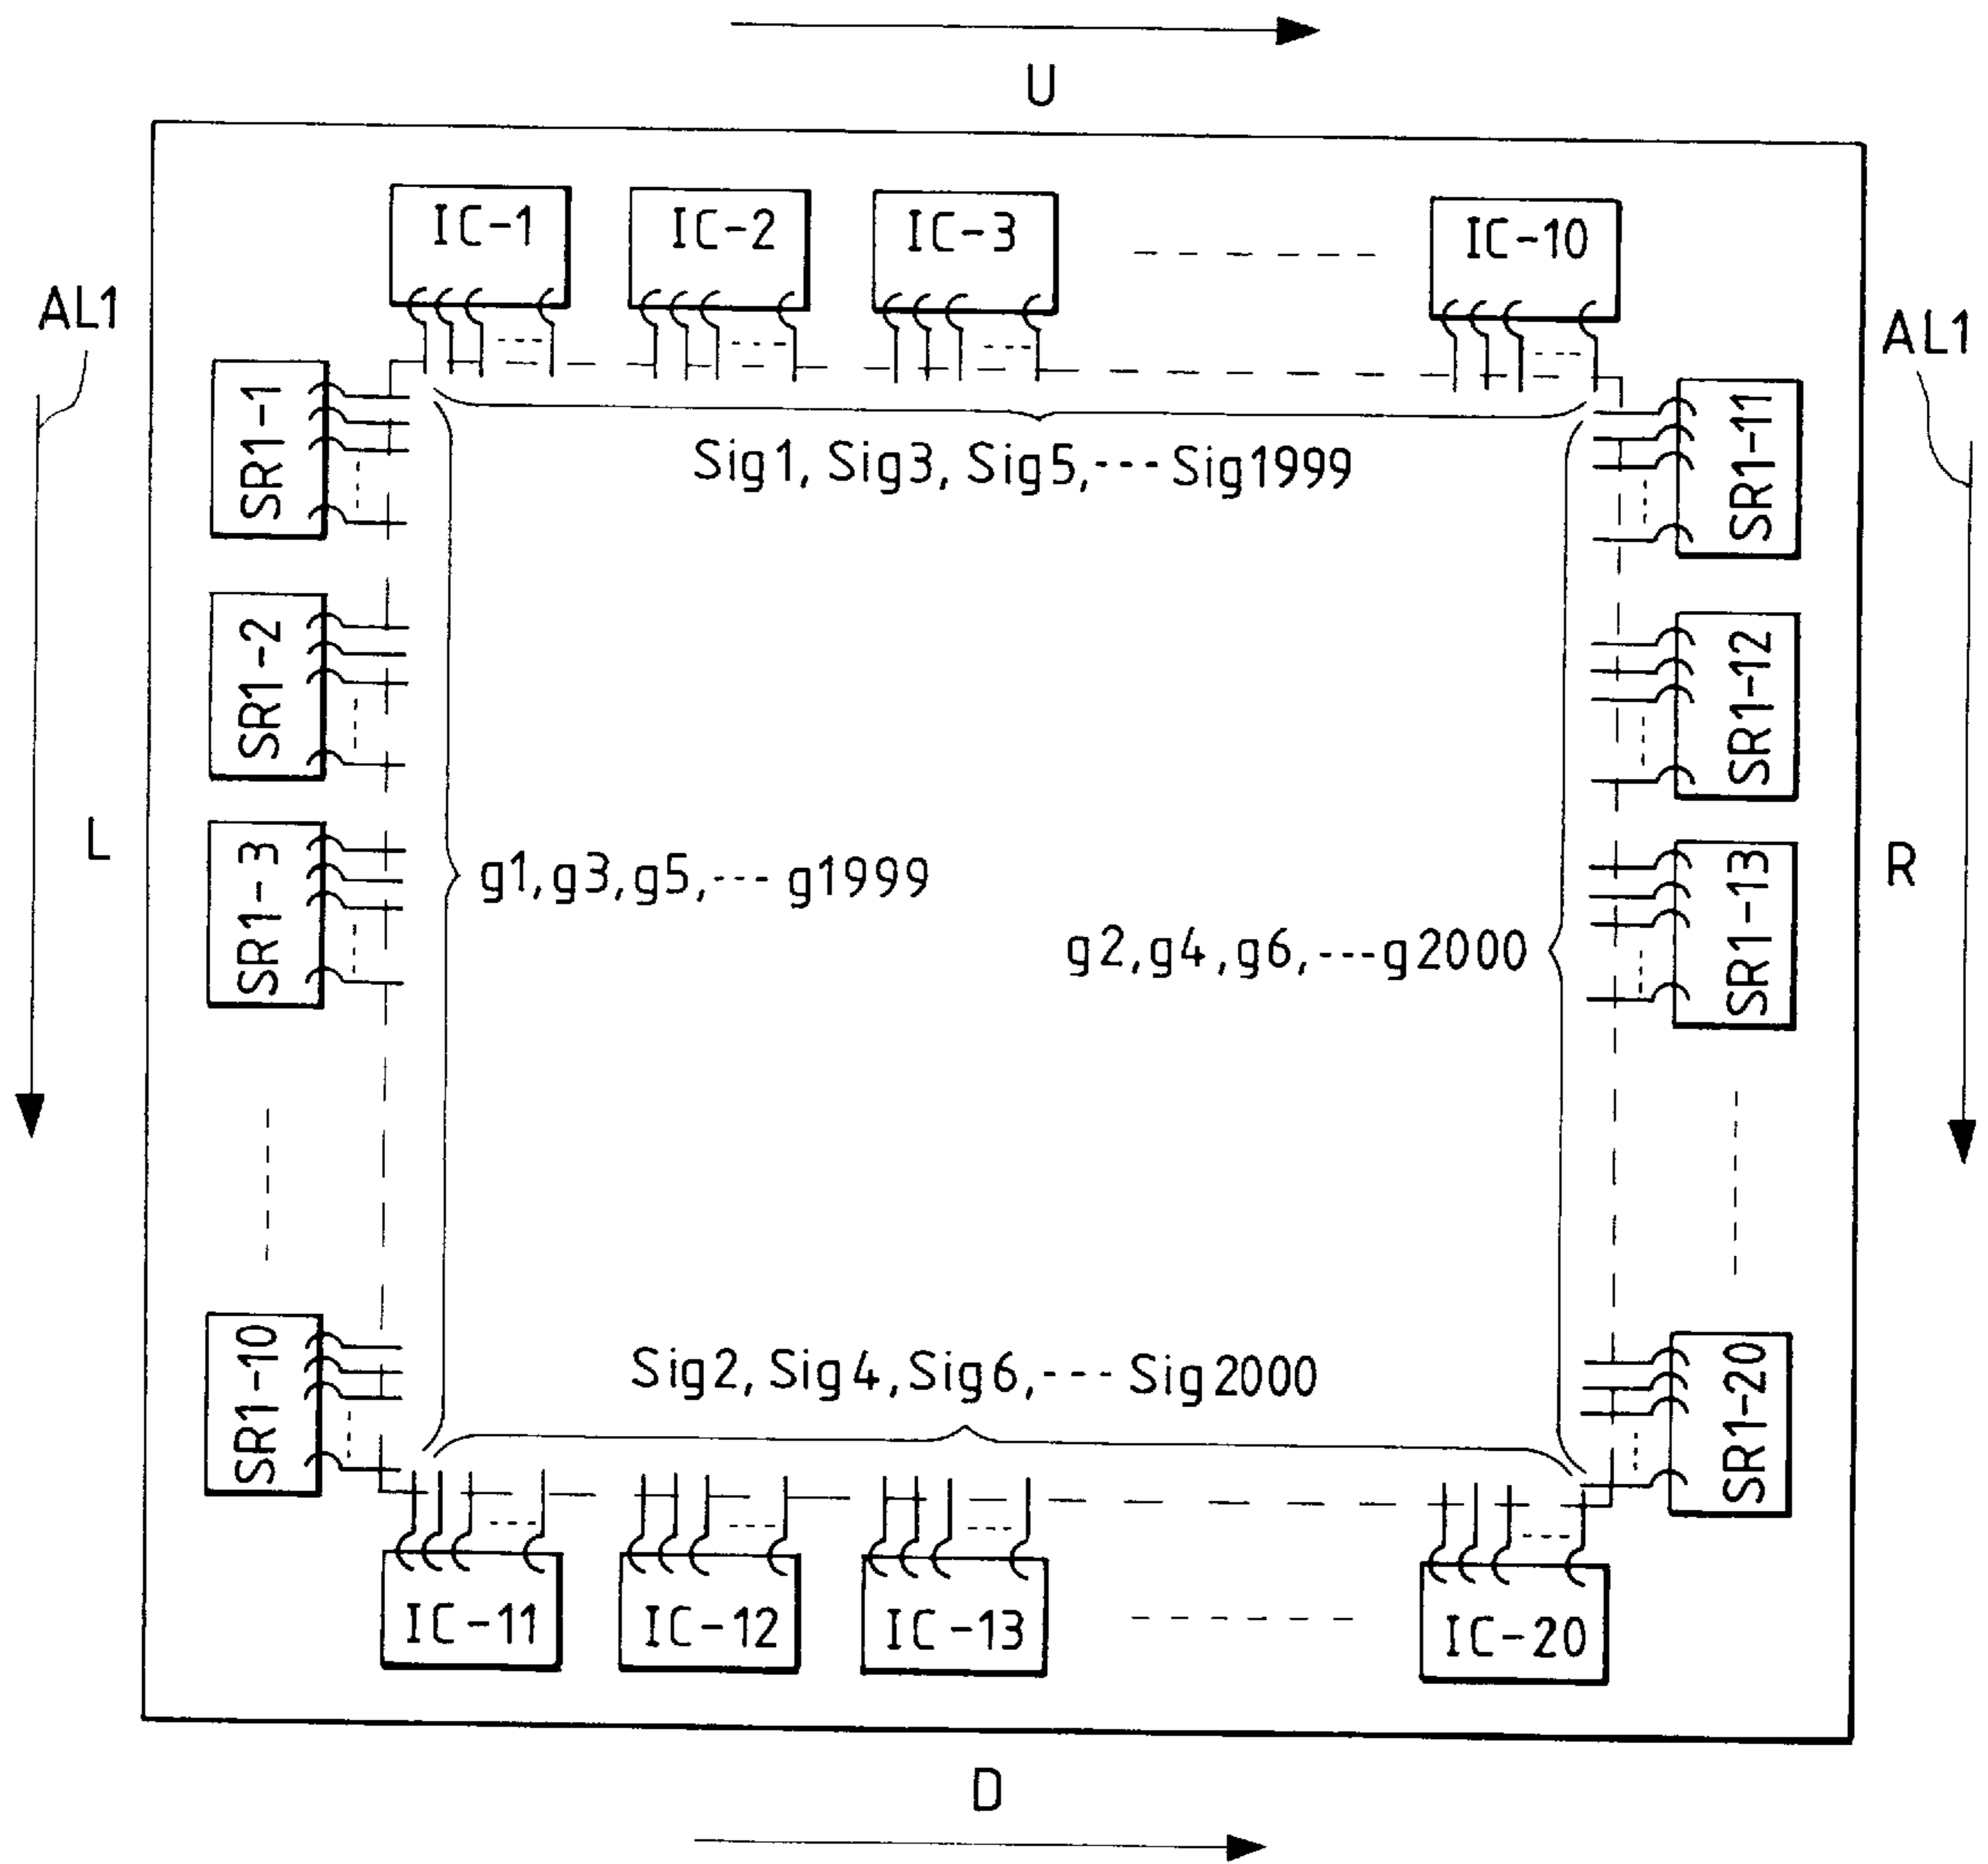 U
IC-1
IC-2
IC-3
IC-10
AL1
AL1
SR1-1
SR1-11
Sig1, Sig3, Sig5,--- Sig1999
SR1-2
SR1-12
L
R
SR1-3
SR1-13
g1,g3,g5,--- g1999
g2,g4,g6,---g2000
SR1-10
SR1-20
Sig2, Sig4, Sig6,--- Sig2000
IC-11
IC-12
IC-13
IC-20
D